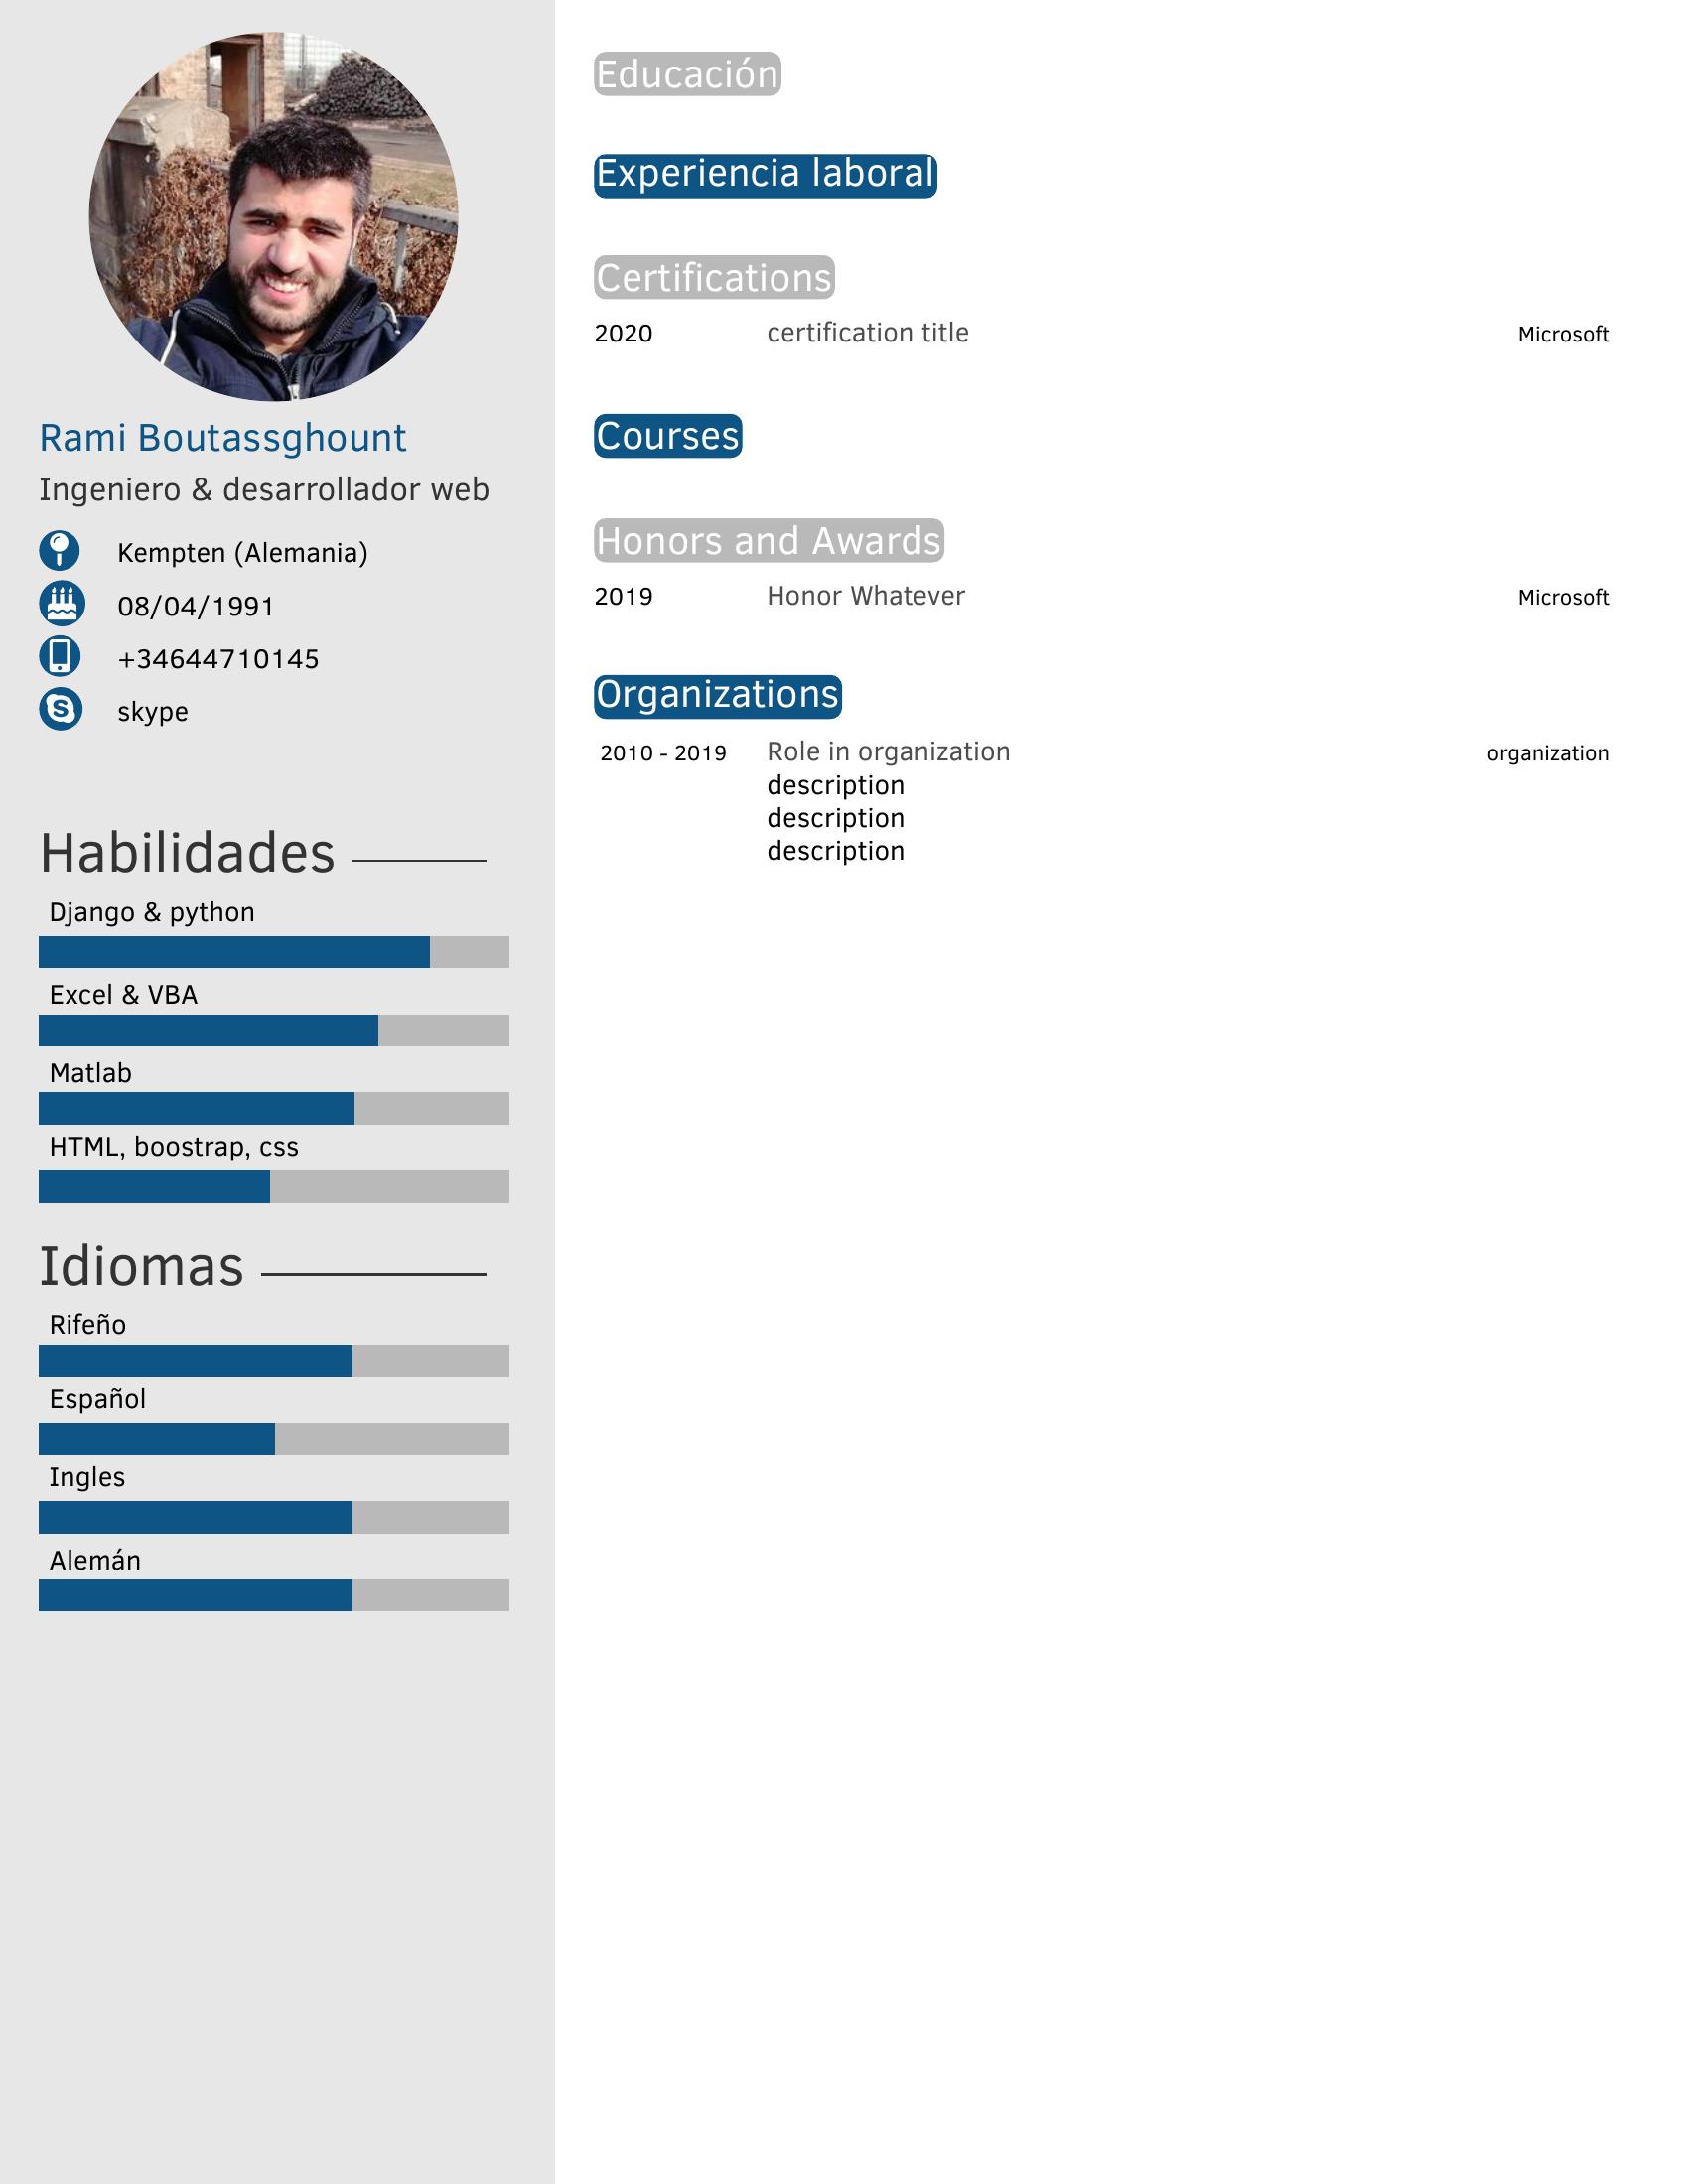 Rami Boutassghount
Ingeniero & desarrollador web
Kempten (Alemania)
08/04/1991
+34644710145
skype
Habilidades
Django & python
Excel & VBA
Matlab
HTML, boostrap, css
Idiomas
Rifeño
Español
Ingles
Alemán
Educación
Experiencia laboral
Certifications
2020 certification title Microsoft
Courses
Honors and Awards
2019 Honor Whatever Microsoft
Organizations
2010 - 2019 Role in organization organization
description
description
description